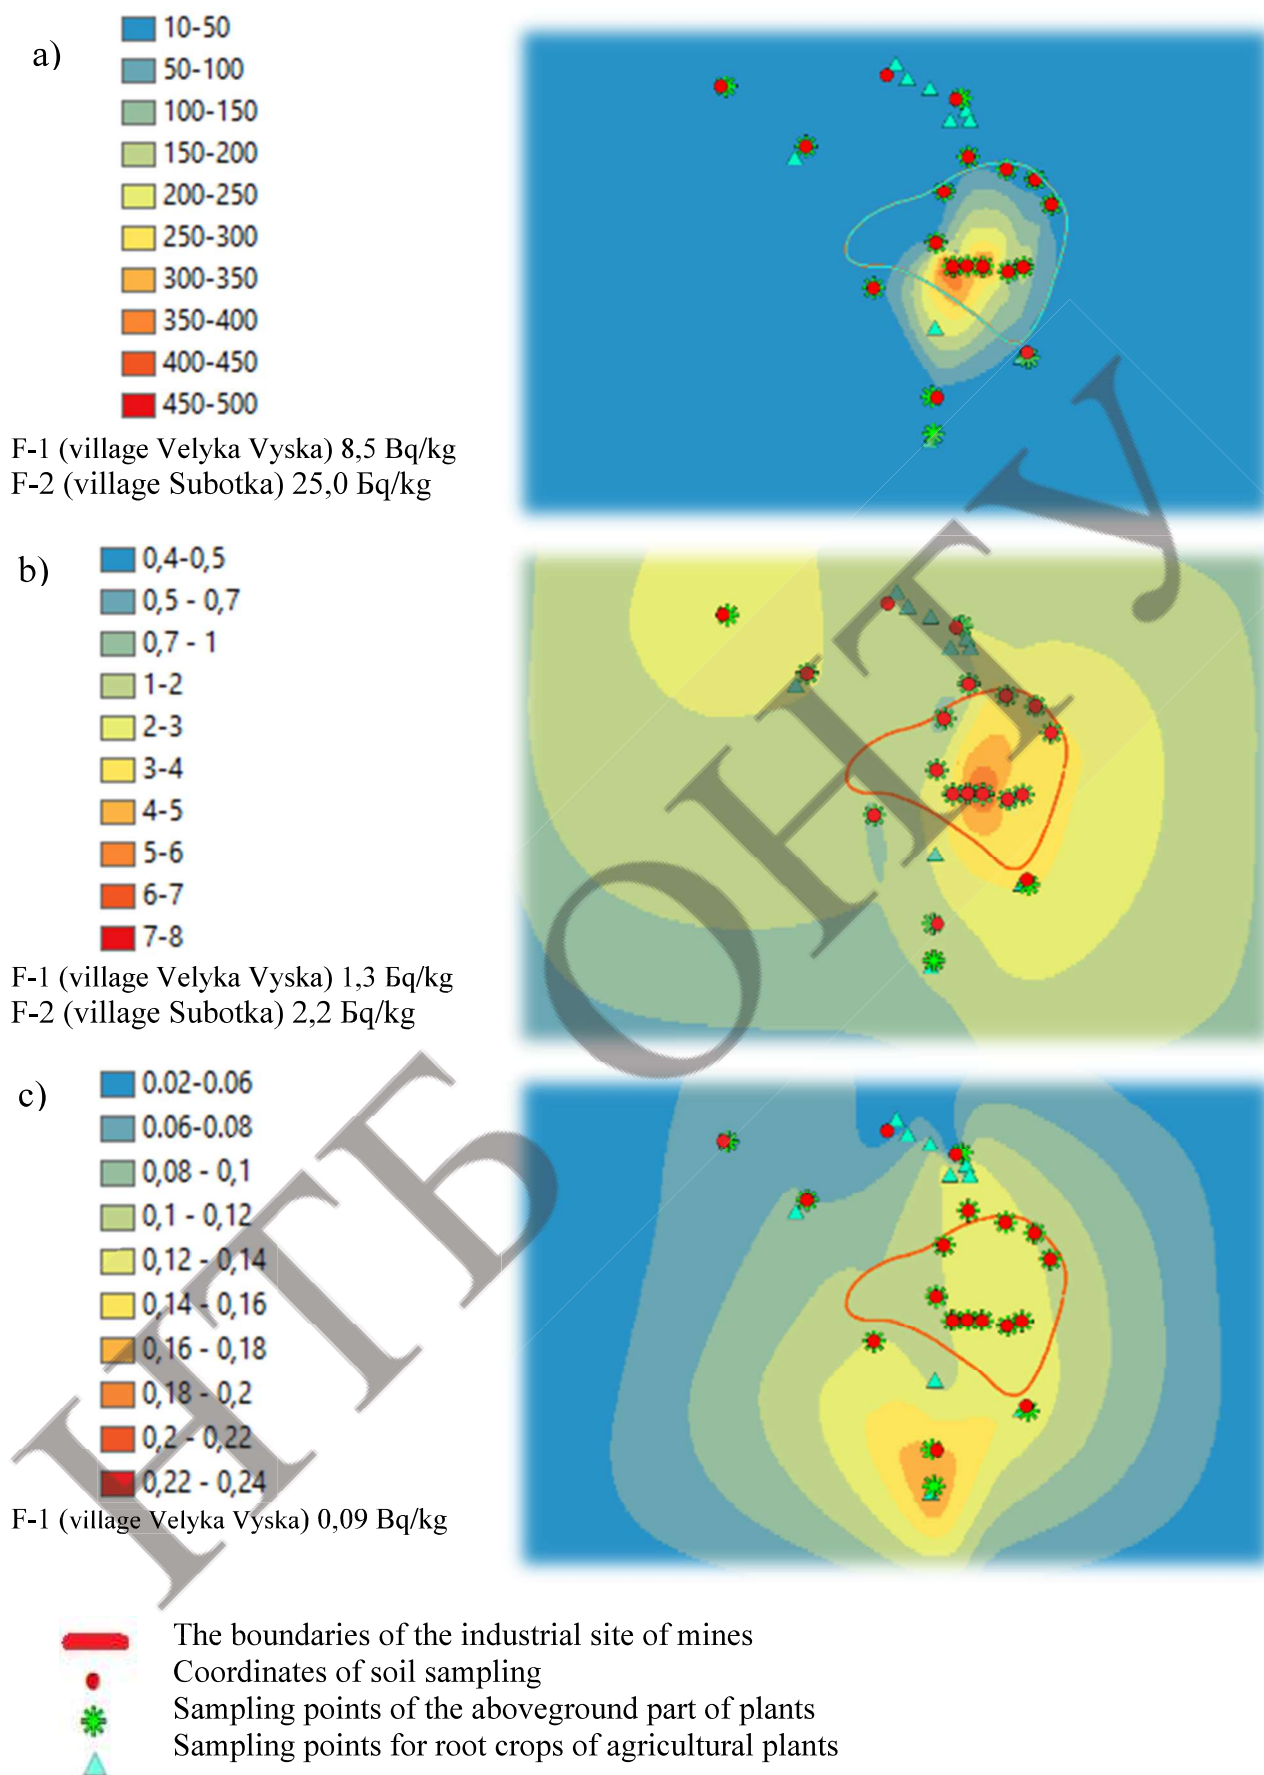 a)
10-50
50-100
100-150
150-200
200-250
250-300
300-350
350-400
400-450
450-500
F-1 (village Velyka Vyska) 8,5 Bq/kg
F-2 (village Subotka) 25,0 Бq/kg
b)
0,4-0,5
0,5 - 0,7
0,7 - 1
1-2
2-3
3-4
4-5
5-6
6-7
7-8
F-1 (village Velyka Vyska) 1,3 Бq/kg
F-2 (village Subotka) 2,2 Бq/kg
c)
0.02-0.06
0.06-0.08
0,08 - 0,1
0,1 - 0,12
0,12 - 0,14
0,14 - 0,16
0,16 - 0,18
0,18 - 0,2
0,2 - 0,22
0,22 - 0,24
F-1 (village Velyka Vyska) 0,09 Bq/kg
The boundaries of the industrial site of mines
Coordinates of soil sampling
Sampling points of the aboveground part of plants
Sampling points for root crops of agricultural plants
НТБ ОНТУ